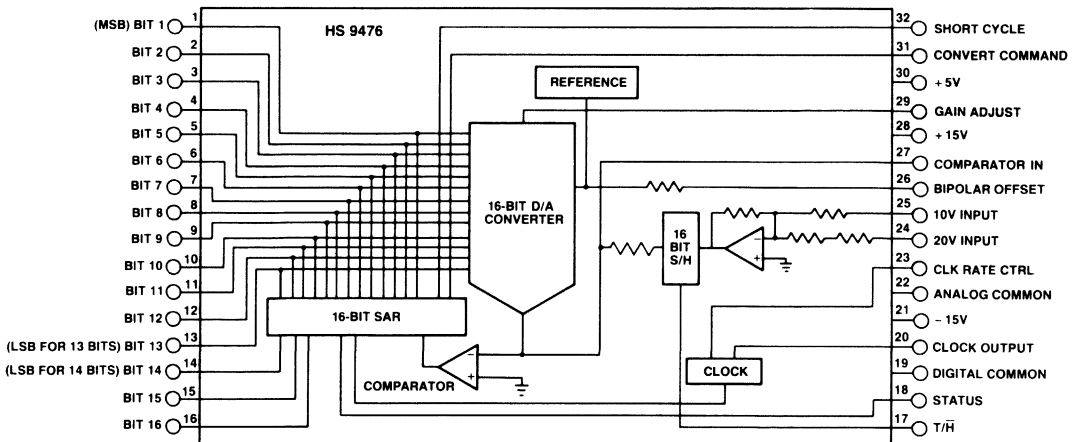 HS 9476
1
(MSB) BIT 1
2
BIT 2
3
BIT 3
4
BIT 4
5
BIT 5
6
BIT 6
7
BIT 7
8
BIT 8
9
BIT 9
10
BIT 10
11
BIT 11
12
BIT 12
13
(LSB FOR 13 BITS) BIT 13
14
(LSB FOR 14 BITS) BIT 14
15
BIT 15
16
BIT 16
REFERENCE
16-BIT D/A
CONVERTER
16
BIT
S/H
−
+
16-BIT SAR
−
+
COMPARATOR
CLOCK
32
SHORT CYCLE
31
CONVERT COMMAND
30
+5V
29
GAIN ADJUST
28
+15V
27
COMPARATOR IN
26
BIPOLAR OFFSET
25
10V INPUT
24
20V INPUT
23
CLK RATE CTRL
22
ANALOG COMMON
21
−15V
20
CLOCK OUTPUT
19
DIGITAL COMMON
18
STATUS
17
T/H̅